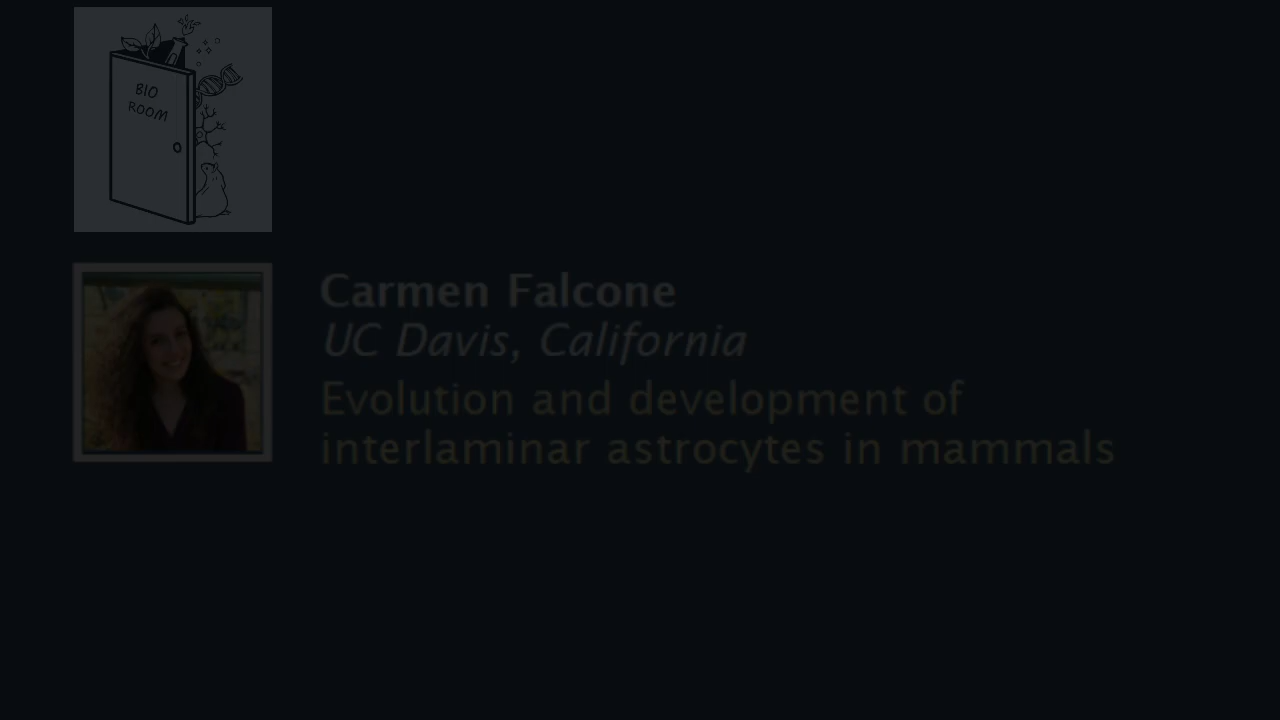 BIO
ROOM
Carmen Falcone
UC Davis, California
Evolution and development of
interlaminar astrocytes in mammals